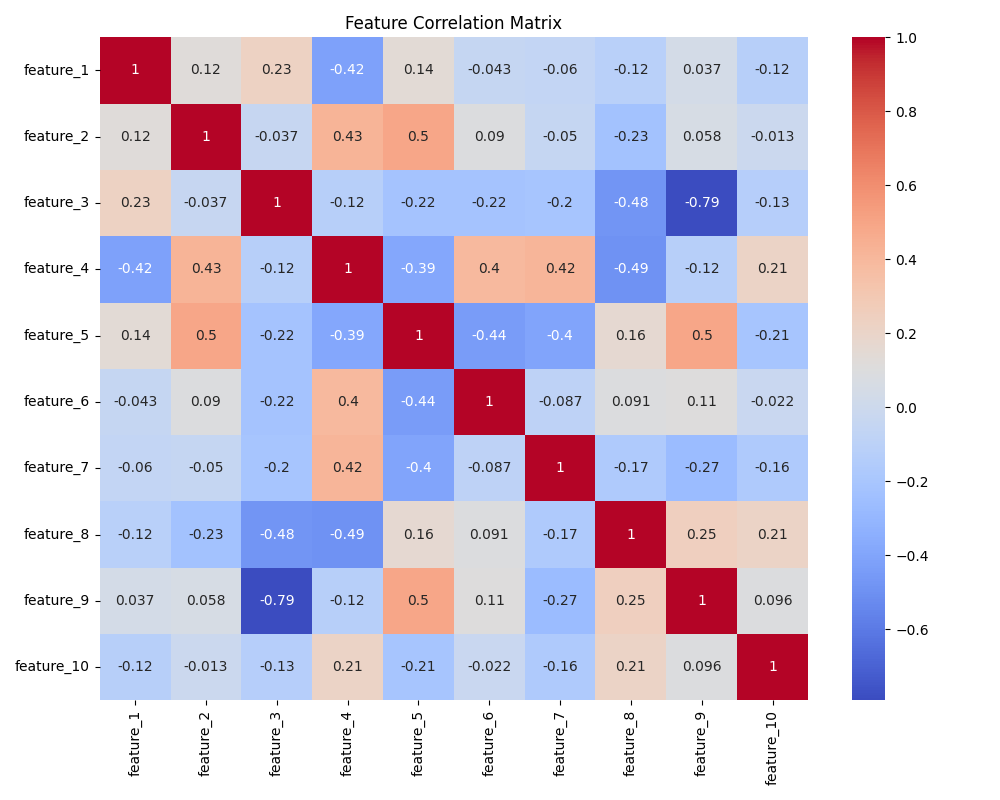 Feature Correlation Matrix
feature_1 1 0.12 0.23 -0.42 0.14 -0.043 -0.06 -0.12 0.037 -0.12
feature_2 0.12 1 -0.037 0.43 0.5 0.09 -0.05 -0.23 0.058 -0.013
feature_3 0.23 -0.037 1 -0.12 -0.22 -0.22 -0.2 -0.48 -0.79 -0.13
feature_4 -0.42 0.43 -0.12 1 -0.39 0.4 0.42 -0.49 -0.12 0.21
feature_5 0.14 0.5 -0.22 -0.39 1 -0.44 -0.4 0.16 0.5 -0.21
feature_6 -0.043 0.09 -0.22 0.4 -0.44 1 -0.087 0.091 0.11 -0.022
feature_7 -0.06 -0.05 -0.2 0.42 -0.4 -0.087 1 -0.17 -0.27 -0.16
feature_8 -0.12 -0.23 -0.48 -0.49 0.16 0.091 -0.17 1 0.25 0.21
feature_9 0.037 0.058 -0.79 -0.12 0.5 0.11 -0.27 0.25 1 0.096
feature_10 -0.12 -0.013 -0.13 0.21 -0.21 -0.022 -0.16 0.21 0.096 1
feature_1 feature_2 feature_3 feature_4 feature_5 feature_6 feature_7 feature_8 feature_9 feature_10
1.0
0.8
0.6
0.4
0.2
0.0
−0.2
−0.4
−0.6